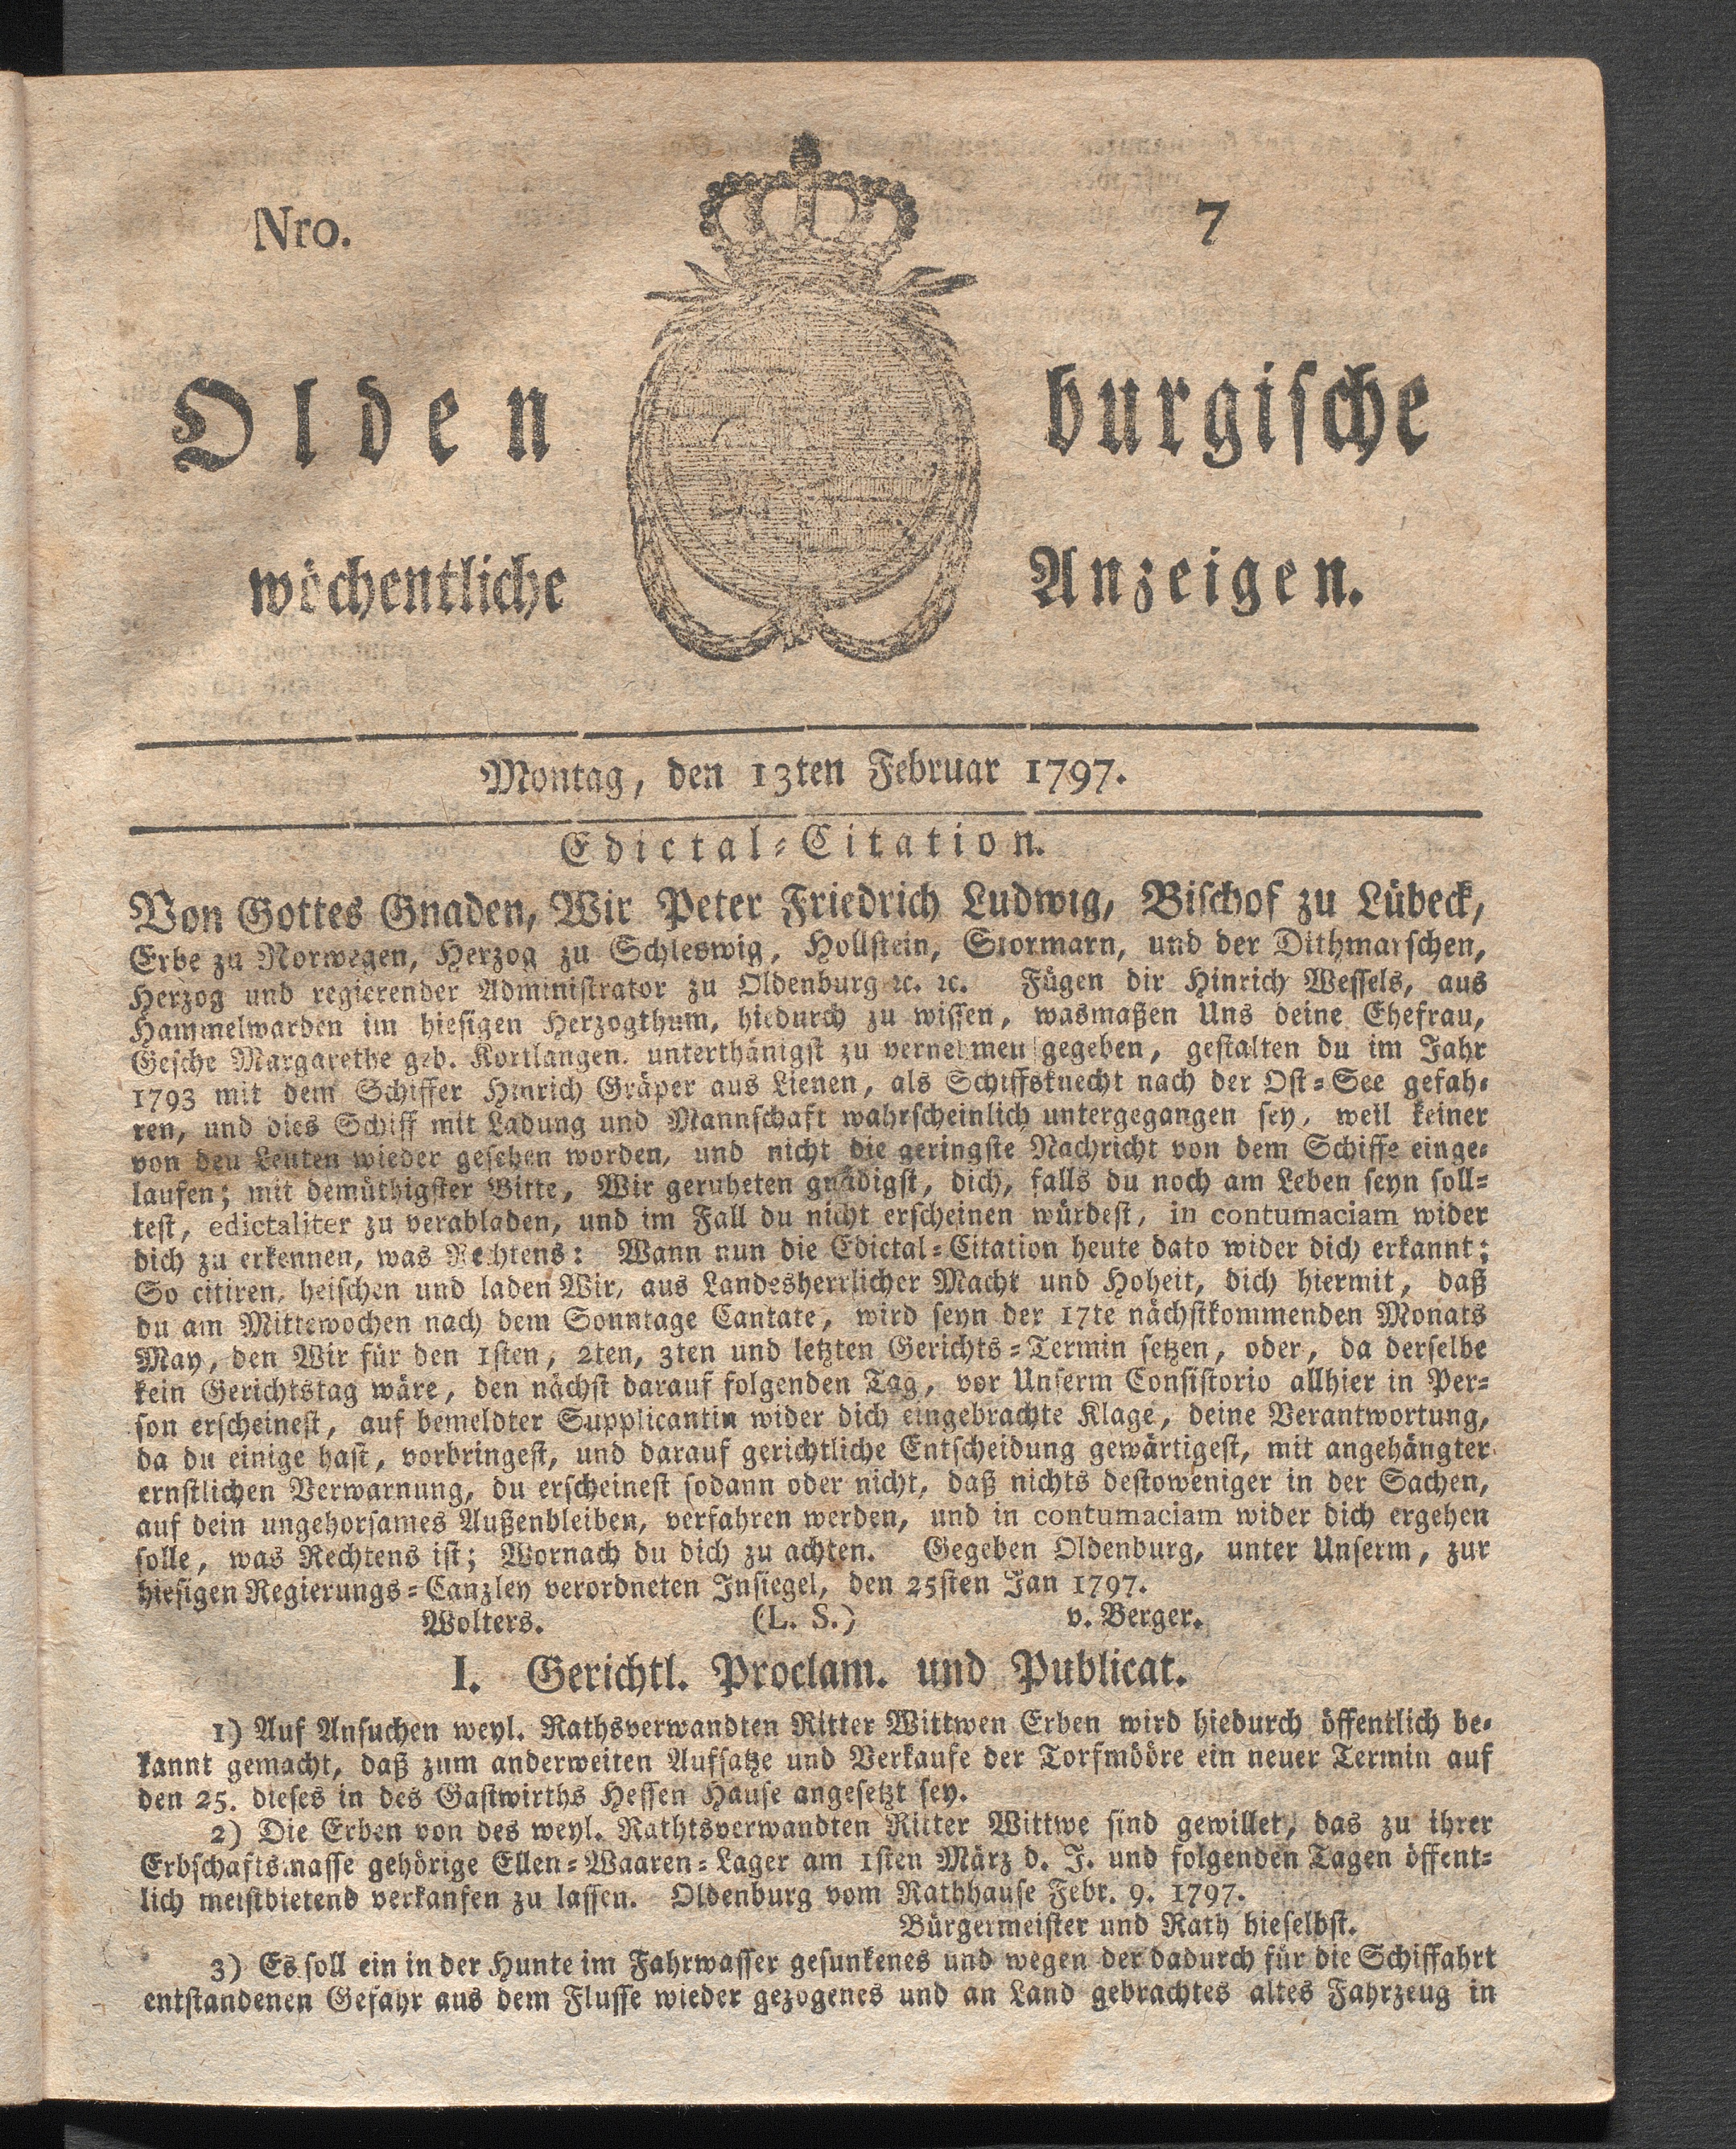 Nro. 7
Oldenburgische
wöchentliche Anzeigen.
Montag, den 13ten Februar 1797.
Edictal-Citation.
Von Gottes Gnaden, Wir Peter Friedrich Ludwig, Bischof zu Lübeck,
Erbe zu Norwegen, Herzog zu Schleswig, Hollstein, Stormarn, und der Dithmarschen,
Herzog und regierender Administrator zu Oldenburg ꝛc. ꝛc. Fügen dir Hinrich Wessels, aus
Hammelwarden im hiesigen Herzogthum, hiedurch zu wissen, wasmaßen Uns deine Ehefrau,
Gesche Margarethe geb. Kortlangen. unterthänigst zu vernehmen gegeben, gestalten du im Jahr
1793 mit dem Schiffer Hinrich Gräper aus Lienen, als Schiffsknecht nach der Ost-See gefah-
ren, und dies Schiff mit Ladung und Mannschaft wahrscheinlich untergegangen sey, weil keiner
von den Leuten wieder gesehen worden, und nicht die geringste Nachricht von dem Schiffe einge-
laufen; mit demüthigster Bitte, Wir geruheten gnädigst, dich, falls du noch am Leben seyn soll-
test, edictaliter zu verabladen, und im Fall du nicht erscheinen würdest, in contumaciam wider
dich zu erkennen, was Rechtens: Wann nun die Edictal-Citation heute dato wider dich erkannt;
So citiren, heischen und laden Wir, aus Landesherrlicher Macht und Hoheit, dich hiermit, daß
du am Mittewochen nach dem Sonntage Cantate, wird seyn der 17te nächstkommenden Monats
May, den Wir für den 1sten, 2ten, 3ten und letzten Gerichts-Termin setzen, oder, da derselbe
kein Gerichtstag wäre, den nächst darauf folgenden Tag, vor Unserm Consistorio allhier in Per-
son erscheinest, auf bemeldter Supplicantin wider dich eingebrachte Klage, deine Verantwortung,
da du einige hast, vorbringest, und darauf gerichtliche Entscheidung gewärtigest, mit angehängter
ernstlichen Verwarnung, du erscheinest sodann oder nicht, daß nichts destoweniger in der Sachen,
auf dein ungehorsames Außenbleiben, verfahren werden, und in contumaciam wider dich ergehen
solle, was Rechtens ist; Wornach du dich zu achten. Gegeben Oldenburg, unter Unserm, zur
hiesigen Regierungs-Canzley verordneten Insiegel, den 25sten Jan 1797.
Wolters. (L. S.) v. Berger.
I. Gerichtl. Proclam. und Publicat.
1) Auf Ansuchen weyl. Rathsverwandten Ritter Wittwen Erben wird hiedurch öffentlich be-
kannt gemacht, daß zum anderweiten Aufsatze und Verkaufe der Torfmööre ein neuer Termin auf
den 25. dieses in des Gastwirths Hessen Hause angesetzt sey.
2) Die Erben von des weyl. Rathtsverwandten Ritter Wittwe sind gewillet, das zu ihrer
Erbschaftsmasse gehörige Ellen-Waaren-Lager am 1sten März d. J. und folgenden Tagen öffent-
lich meistbietend verkaufen zu lassen. Oldenburg vom Rathhause Febr. 9. 1797.
Bürgermeister und Rath hieselbst.
3) Es soll ein in der Hunte im Fahrwasser gesunkenes und wegen der dadurch für die Schiffahrt
entstandenen Gefahr aus dem Flusse wieder gezogenes und an Land gebrachtes altes Fahrzeug in